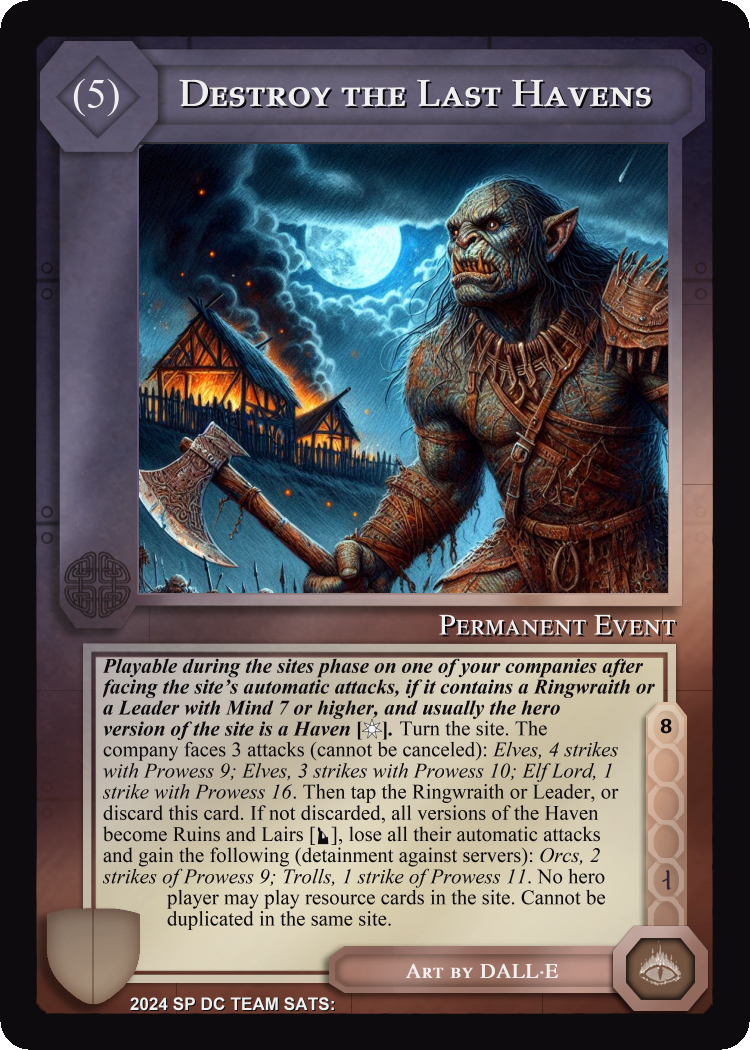 (5)
Destroy the Last Havens
Permanent Event
Playable during the sites phase on one of your companies after
facing the site's automatic attacks, if it contains a Ringwraith or
a Leader with Mind 7 or higher, and usually the hero
version of the site is a Haven [ ]. Turn the site. The
company faces 3 attacks (cannot be canceled): Elves, 4 strikes
with Prowess 9; Elves, 3 strikes with Prowess 10; Elf Lord, 1
strike with Prowess 16. Then tap the Ringwraith or Leader, or
discard this card. If not discarded, all versions of the Haven
become Ruins and Lairs [ ], lose all their automatic attacks
and gain the following (detainment against servers): Orcs, 2
strikes of Prowess 9; Trolls, 1 strike of Prowess 11. No hero
player may play resource cards in the site. Cannot be
duplicated in the same site.
8
Art by DALL·E
2024 SP DC TEAM SATS: